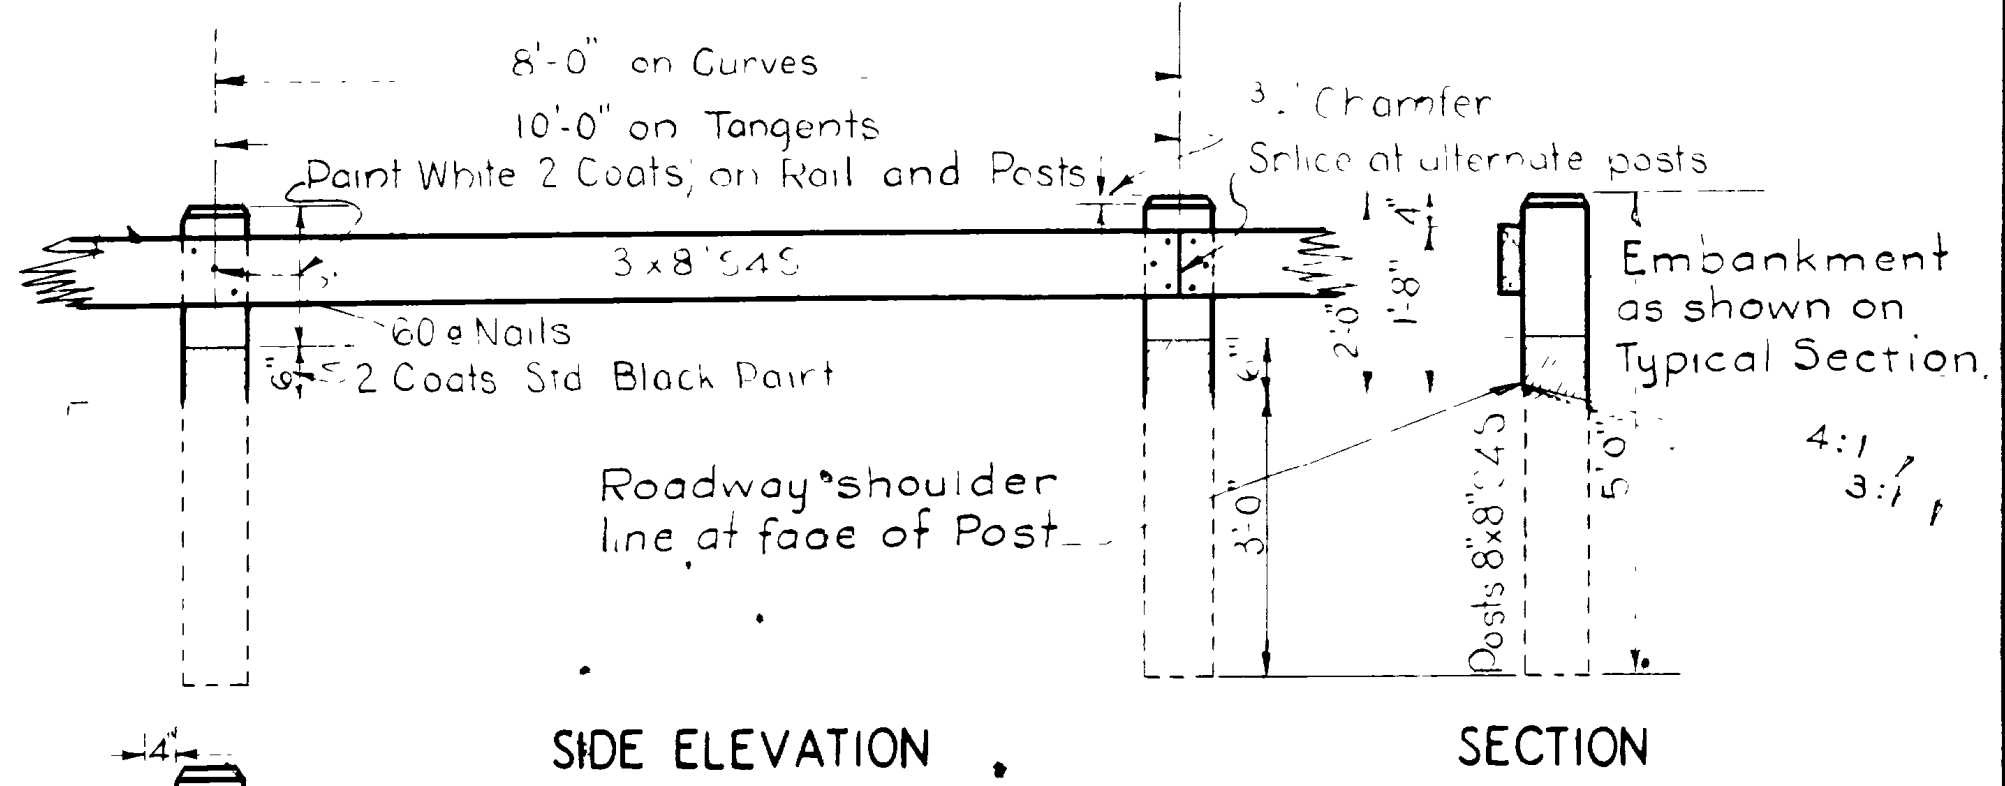 8'-0" on Curves
10'-0" on Tangents
Paint White 2 Coats, on Rail and Posts
Chamfer
Splice at alternate posts
3 x 8" S4S
60 d Nails
2 Coats Std Black Paint
6"
6"
2'-0"
1'-8"
4"
3'-0"
Roadway shoulder
line at face of Post
Embankment
as shown on
Typical Section.
Posts 8"x8" S4S
5'0"
4:1
3:1
4"
SIDE ELEVATION
SECTION